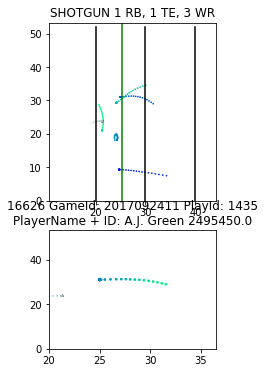 SHOTGUN 1 RB, 1 TE, 3 WR
50
40
30
20
10
0
20 30 40
16626 GameId: 2017092411 PlayId: 1435
PlayerName + ID: A.J. Green 2495450.0
40
20
0
20 25 30 35